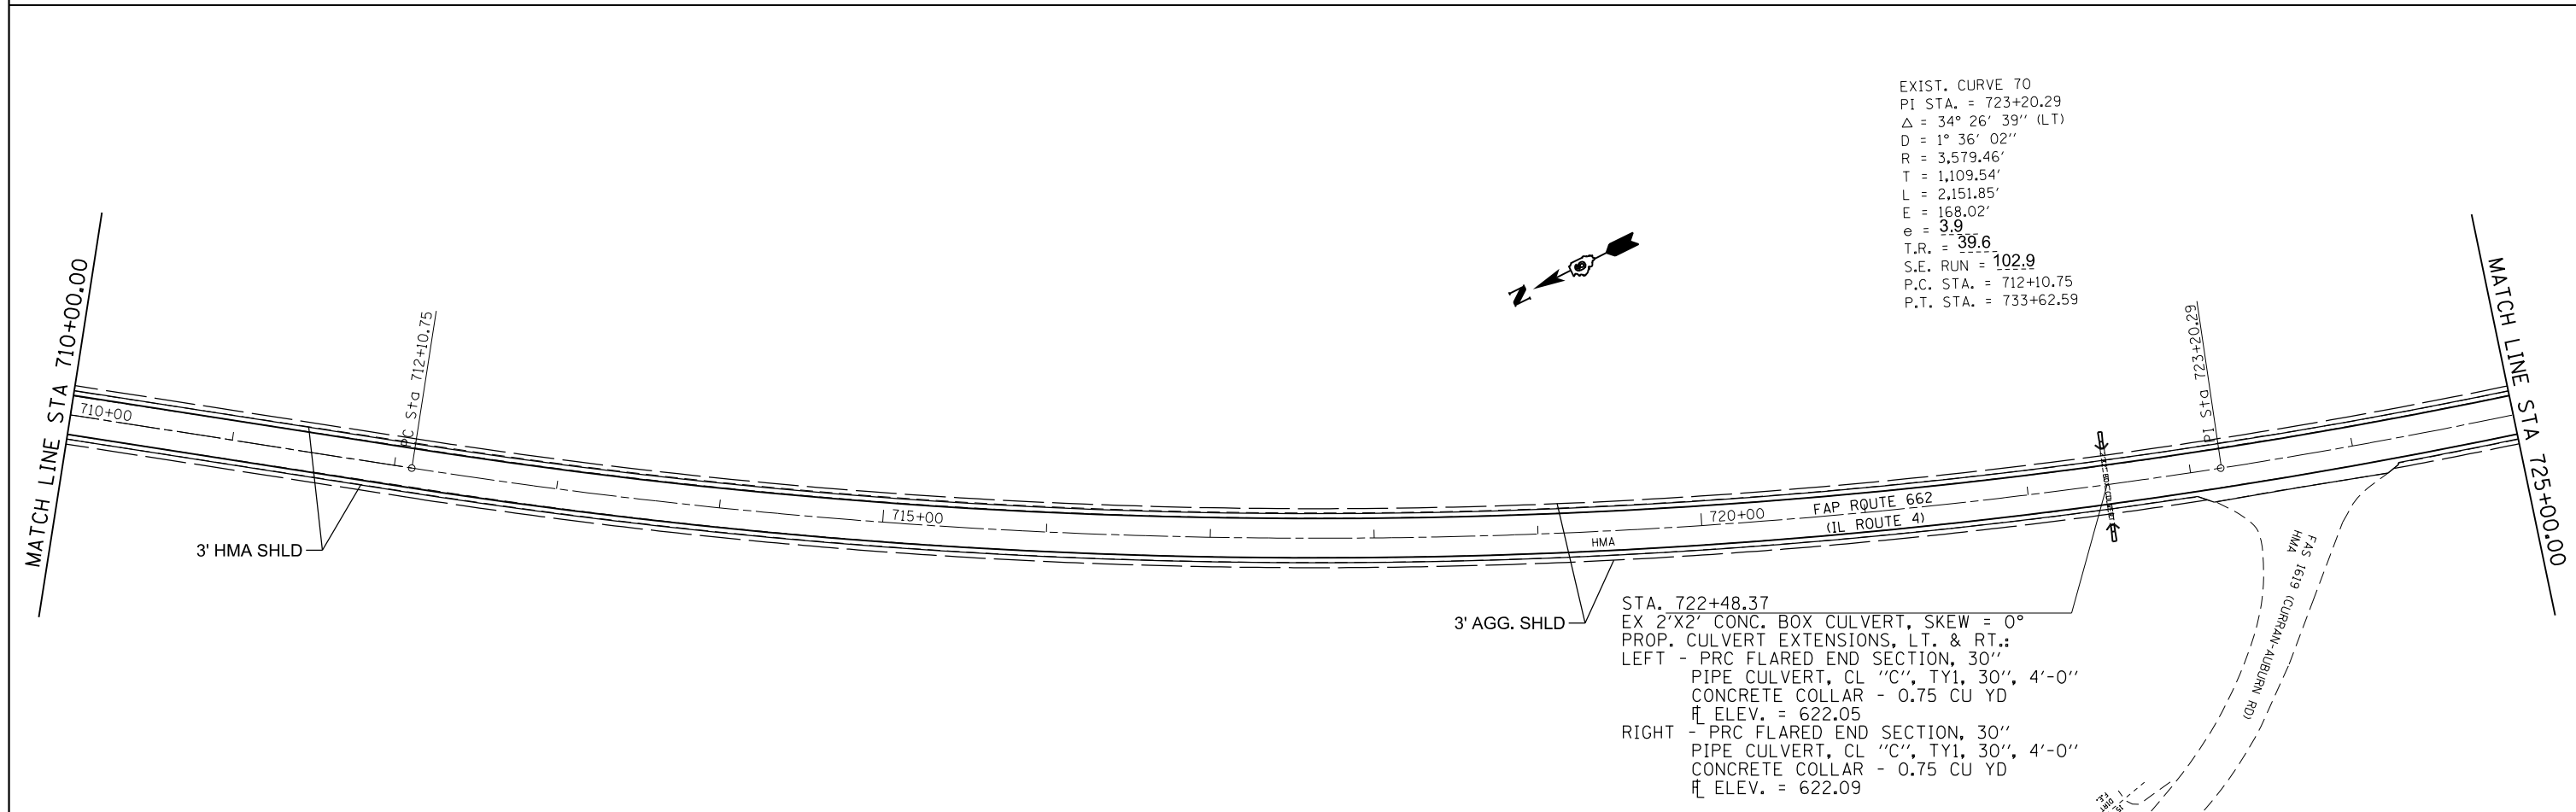 EXIST. CURVE 70
PI STA. = 723+20.29
△ = 34° 26' 39" (LT)
D = 1° 36' 02"
R = 3,579.46'
T = 1,109.54'
L = 2,151.85'
E = 168.02'
e = 3.9
T.R. = 39.6
S.E. RUN = 102.9
P.C. STA. = 712+10.75
P.T. STA. = 733+62.59
MATCH LINE STA 710+00.00
710+00
PC Sta 712+10.75
3' HMA SHLD
N
715+00
HMA
720+00
FAP ROUTE 662
(IL ROUTE 4)
PI Sta 723+20.29
MATCH LINE STA 725+00.00
3' AGG. SHLD
STA. 722+48.37
EX 2'X2' CONC. BOX CULVERT, SKEW = 0°
PROP. CULVERT EXTENSIONS, LT. & RT.:
LEFT - PRC FLARED END SECTION, 30"
PIPE CULVERT, CL "C", TY1, 30", 4'-0"
CONCRETE COLLAR - 0.75 CU YD
FL ELEV. = 622.05
RIGHT - PRC FLARED END SECTION, 30"
PIPE CULVERT, CL "C", TY1, 30", 4'-0"
CONCRETE COLLAR - 0.75 CU YD
FL ELEV. = 622.09
FAS 1619 (CURRAN-AUBURN RD)
HMA
DIRT
F.E.